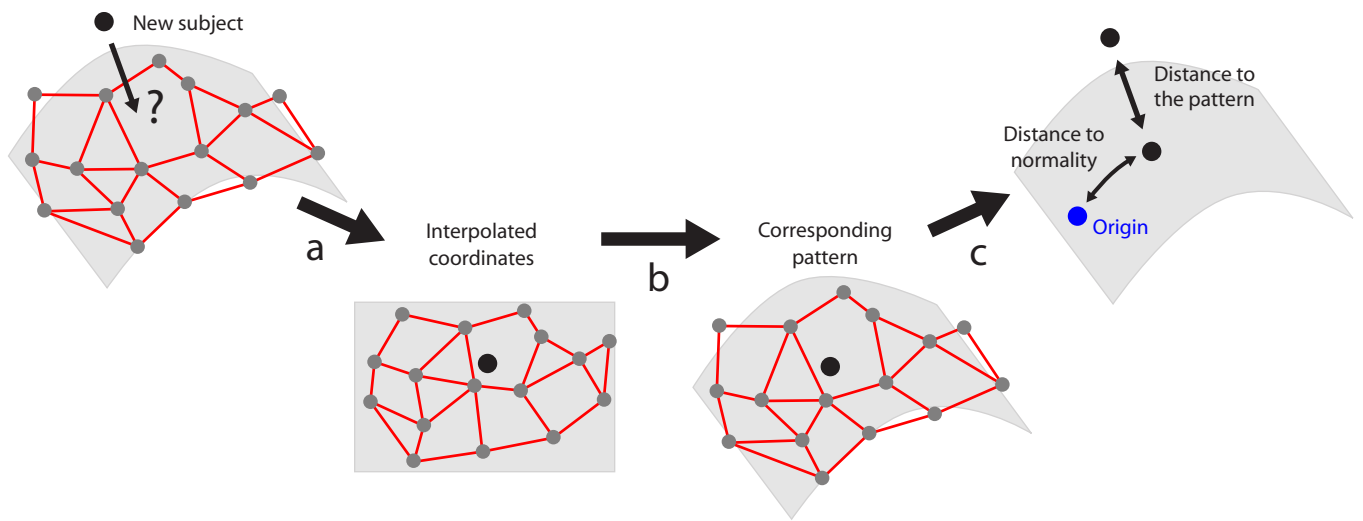 New subject
?
a
Interpolated
coordinates
b
Corresponding
pattern
c
Distance to
the pattern
Distance to
normality
Origin